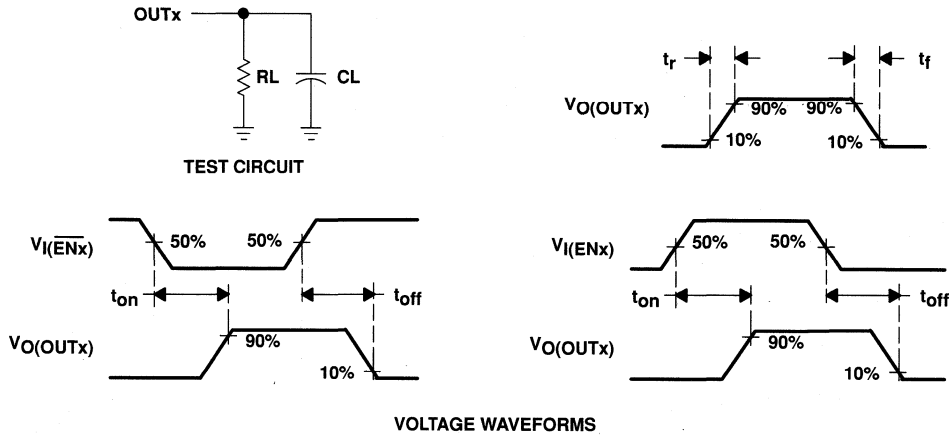 OUTx
RL CL
TEST CIRCUIT
tr tf
VO(OUTx)
90% 90%
10% 10%
VI(ENx)
50% 50%
ton toff
VO(OUTx)
90%
10%
VI(ENx)
50% 50%
ton toff
VO(OUTx)
90%
10%
VOLTAGE WAVEFORMS